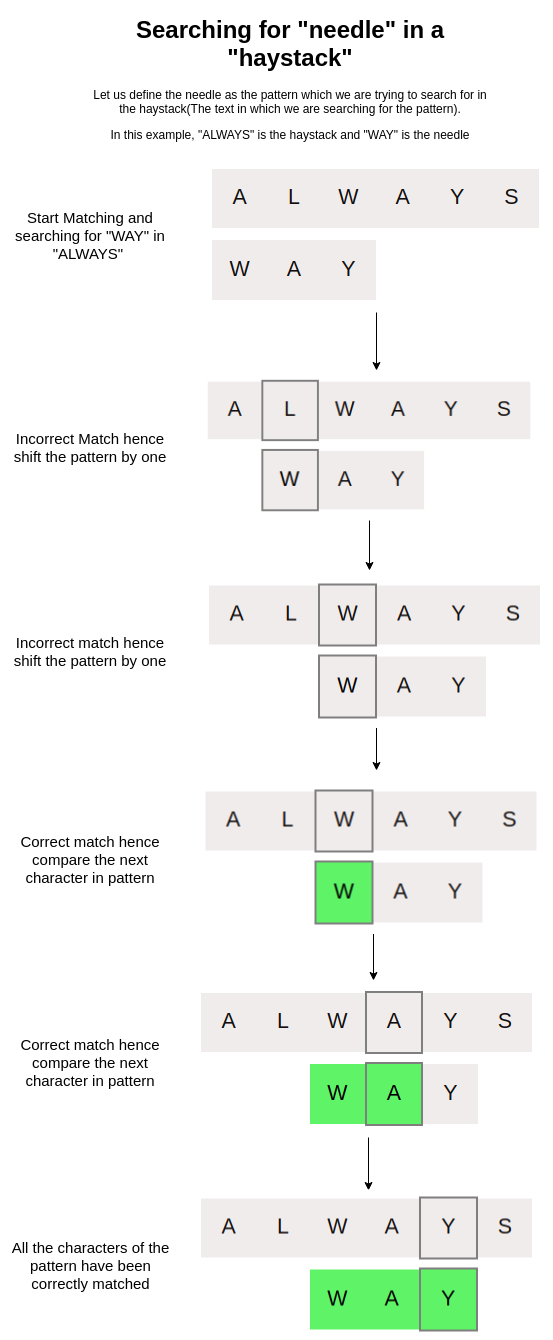 Searching for "needle" in a
"haystack"
Let us define the needle as the pattern which we are trying to search for in
the haystack(The text in which we are searching for the pattern).
In this example, "ALWAYS" is the haystack and "WAY" is the needle
Start Matching and
searching for "WAY" in
"ALWAYS"
A L W A Y S
W A Y
Incorrect Match hence
shift the pattern by one
A L W A Y S
W A Y
Incorrect match hence
shift the pattern by one
A L W A Y S
W A Y
Correct match hence
compare the next
character in pattern
A L W A Y S
W A Y
Correct match hence
compare the next
character in pattern
A L W A Y S
W A Y
All the characters of the
pattern have been
correctly matched
A L W A Y S
W A Y